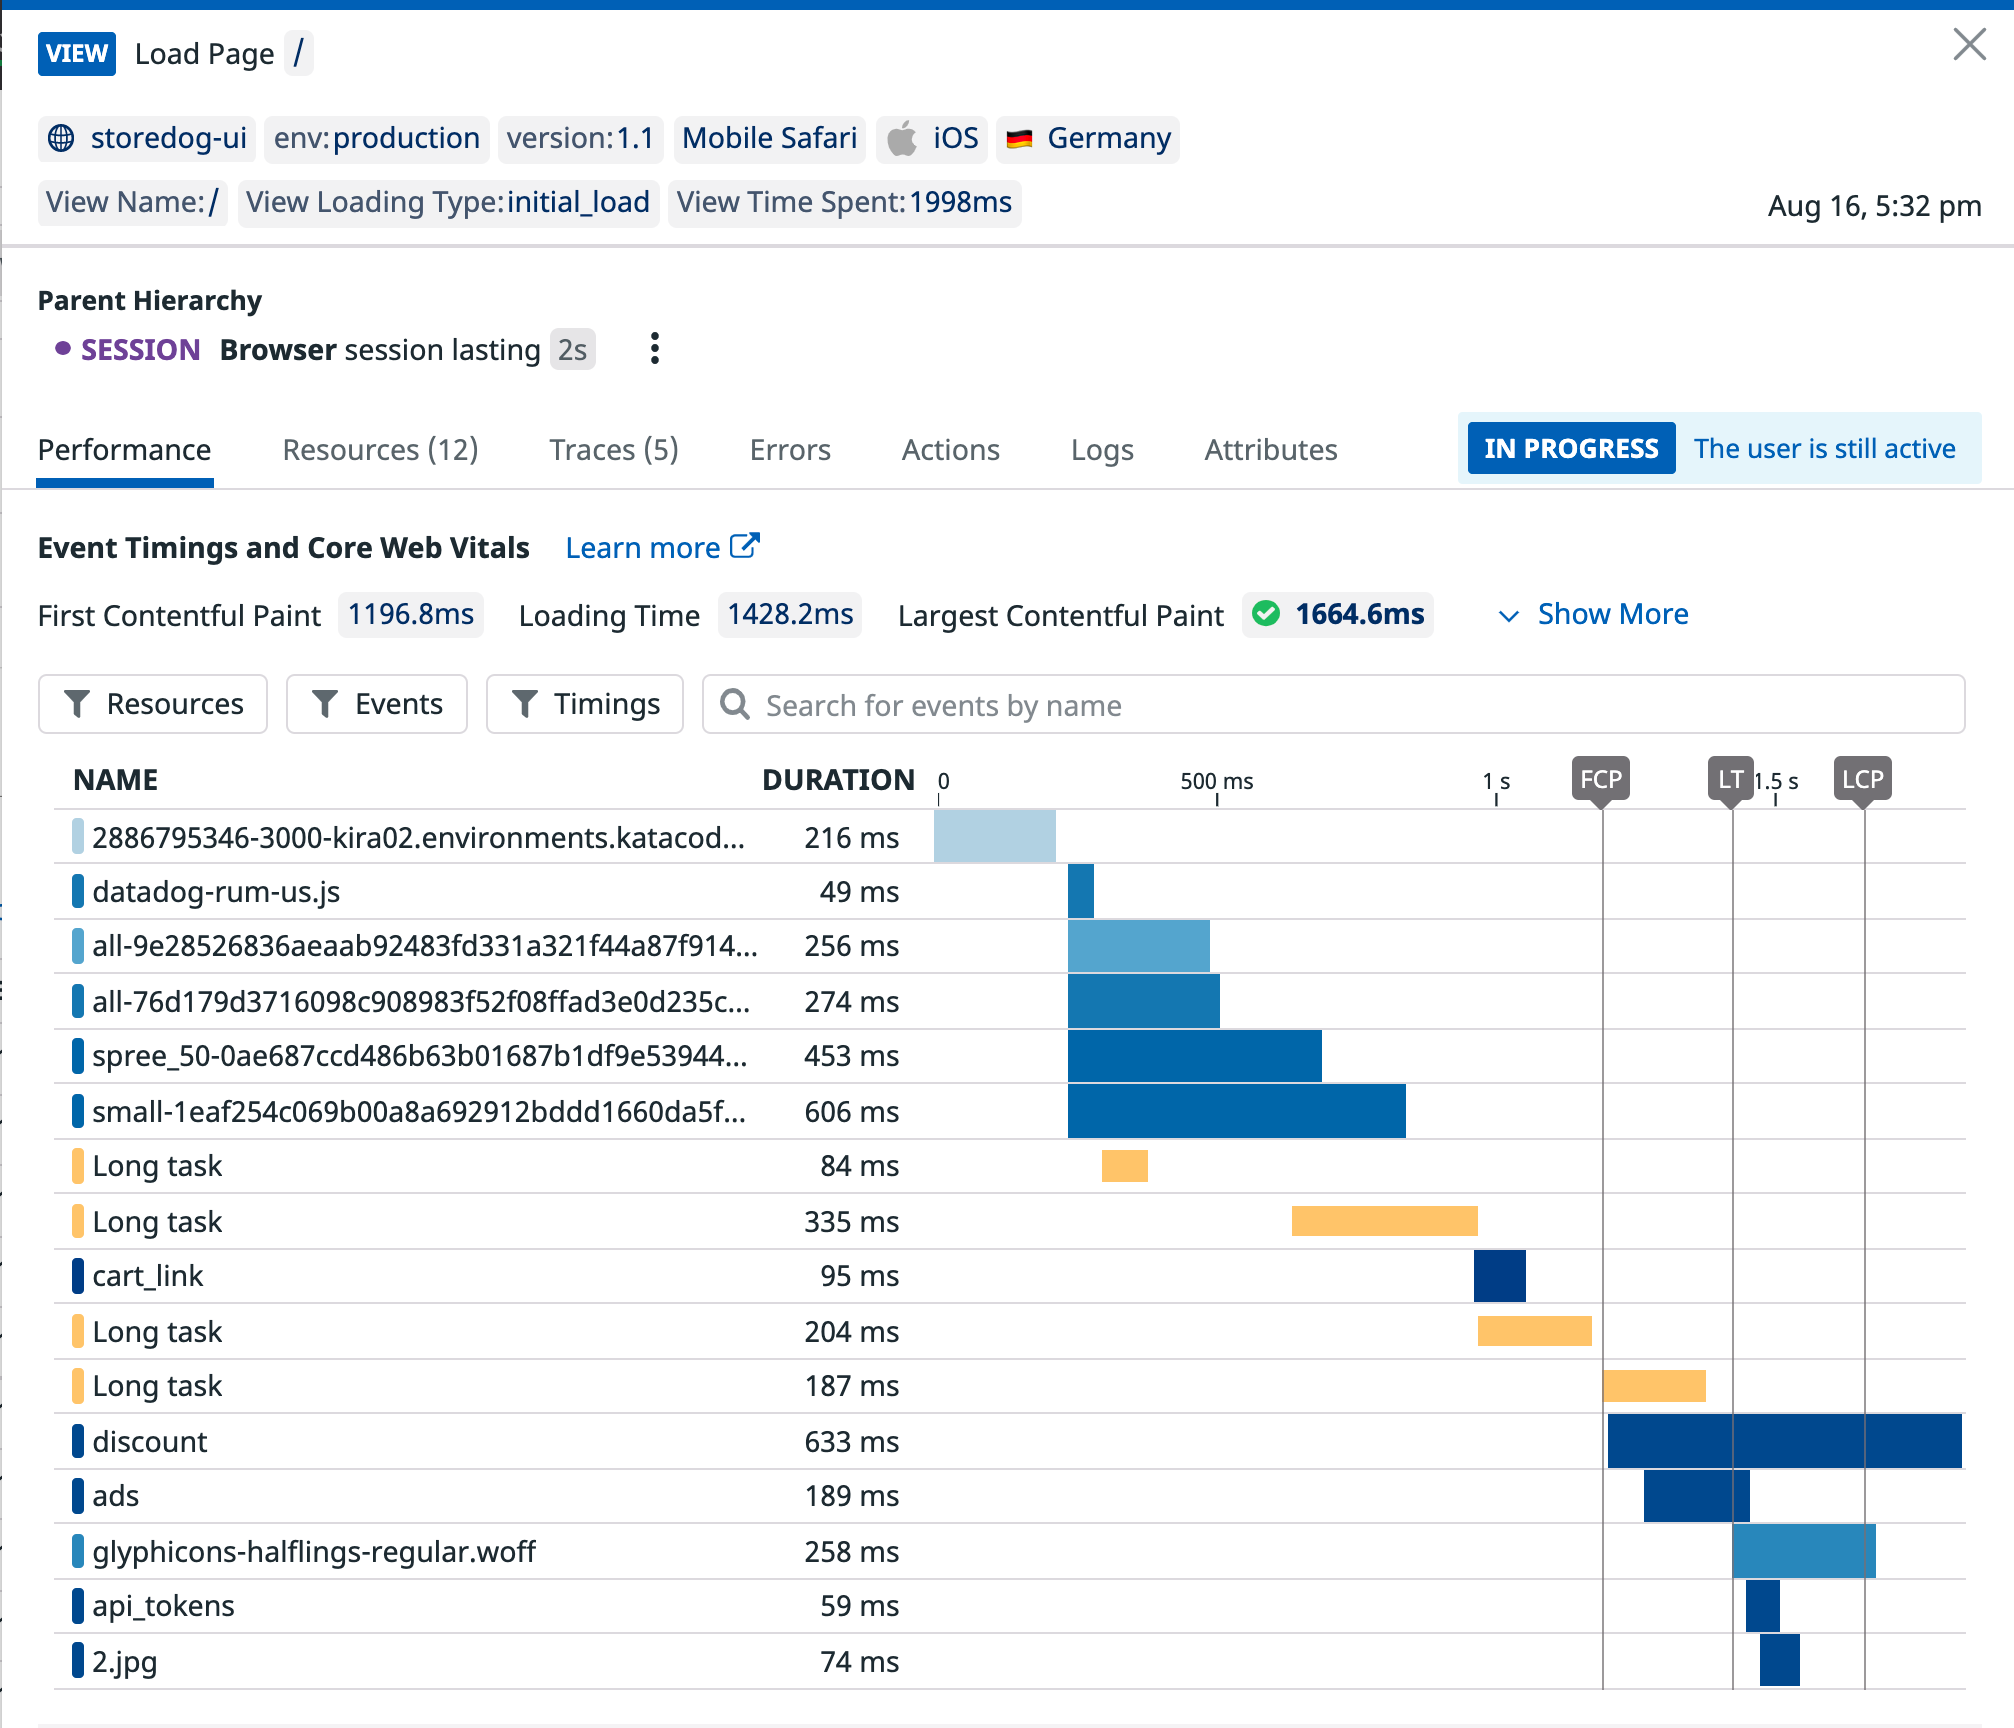 VIEW Load Page /
storedog-ui env:production version:1.1 Mobile Safari iOS Germany
View Name:/ View Loading Type:initial_load View Time Spent:1998ms Aug 16, 5:32 pm
Parent Hierarchy
SESSION Browser session lasting 2s
Performance Resources (12) Traces (5) Errors Actions Logs Attributes IN PROGRESS The user is still active
Event Timings and Core Web Vitals Learn more
First Contentful Paint 1196.8ms Loading Time 1428.2ms Largest Contentful Paint 1664.6ms Show More
Resources Events Timings Search for events by name
NAME DURATION 0 500 ms 1 s FCP LT 1.5 s LCP
2886795346-3000-kira02.environments.katacod... 216 ms
datadog-rum-us.js 49 ms
all-9e28526836aeaab92483fd331a321f44a87f914... 256 ms
all-76d179d3716098c908983f52f08ffad3e0d235c... 274 ms
spree_50-0ae687ccd486b63b01687b1df9e53944... 453 ms
small-1eaf254c069b00a8a692912bddd1660da5f... 606 ms
Long task 84 ms
Long task 335 ms
cart_link 95 ms
Long task 204 ms
Long task 187 ms
discount 633 ms
ads 189 ms
glyphicons-halflings-regular.woff 258 ms
api_tokens 59 ms
2.jpg 74 ms